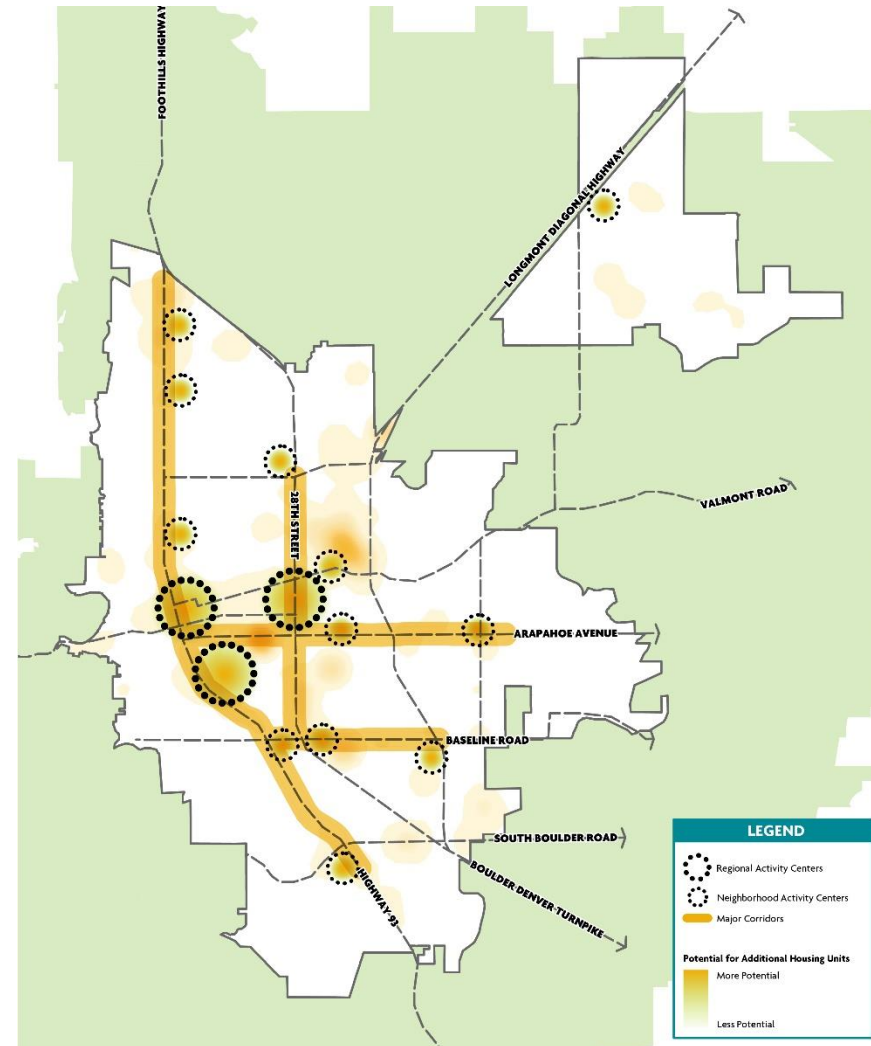 FOOTHILLS HIGHWAY
LONGMONT DIAGONAL HIGHWAY
28TH STREET
VALMONT ROAD
ARAPAHOE AVENUE
BASELINE ROAD
SOUTH BOULDER ROAD
BOULDER DENVER TURNPIKE
HIGHWAY 93
LEGEND
Regional Activity Centers
Neighborhood Activity Centers
Major Corridors
Potential for Additional Housing Units
More Potential
Less Potential